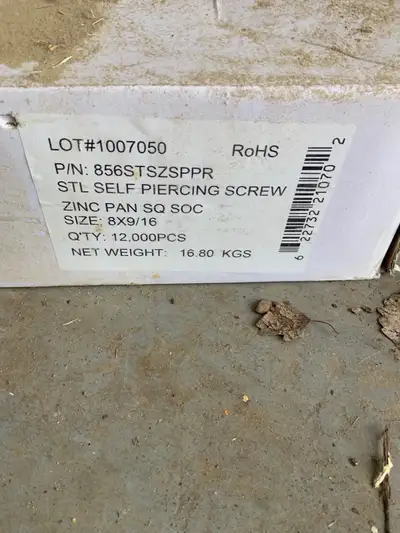 LOT#1007050 RoHS
P/N: 856STSZSPPR
STL SELF PIERCING SCREW
ZINC PAN SQ SOC
SIZE: 8X9/16
Q'TY: 12,000PCS
NET WEIGHT: 16.80 KGS
6 22732 21070 2